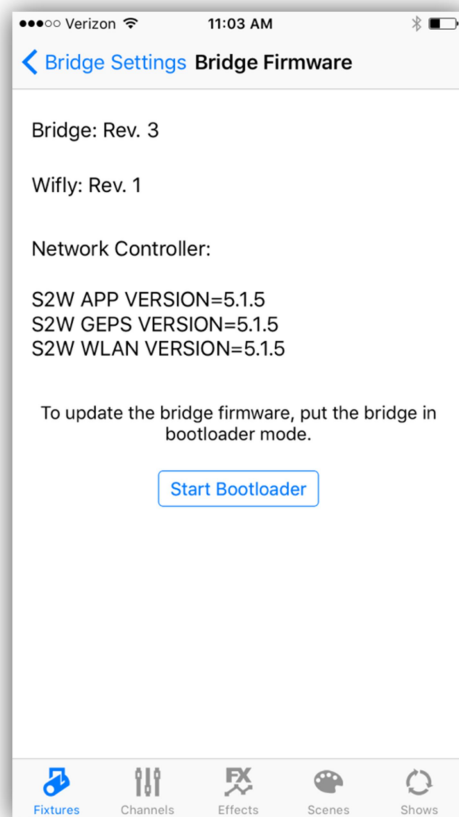 Verizon 11:03 AM
Bridge Settings Bridge Firmware
Bridge: Rev. 3
Wifly: Rev. 1
Network Controller:
S2W APP VERSION=5.1.5
S2W GEPS VERSION=5.1.5
S2W WLAN VERSION=5.1.5
To update the bridge firmware, put the bridge in
bootloader mode.
Start Bootloader
FX
Fixtures Channels Effects Scenes Shows